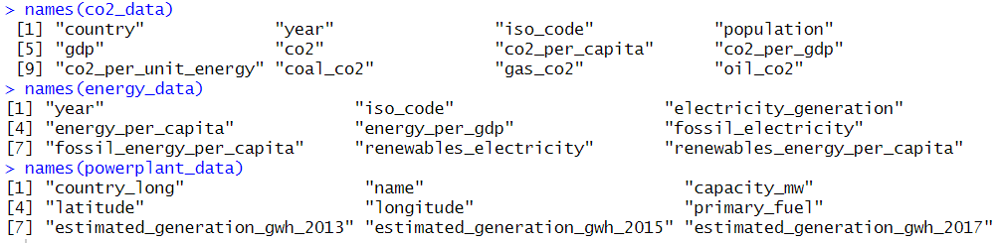 > names(co2_data)
[1] "country" "year" "iso_code" "population"
[5] "gdp" "co2" "co2_per_capita" "co2_per_gdp"
[9] "co2_per_unit_energy" "coal_co2" "gas_co2" "oil_co2"
> names(energy_data)
[1] "year" "iso_code" "electricity_generation"
[4] "energy_per_capita" "energy_per_gdp" "fossil_electricity"
[7] "fossil_energy_per_capita" "renewables_electricity" "renewables_energy_per_capita"
> names(powerplant_data)
[1] "country_long" "name" "capacity_mw"
[4] "latitude" "longitude" "primary_fuel"
[7] "estimated_generation_gwh_2013" "estimated_generation_gwh_2015" "estimated_generation_gwh_2017"